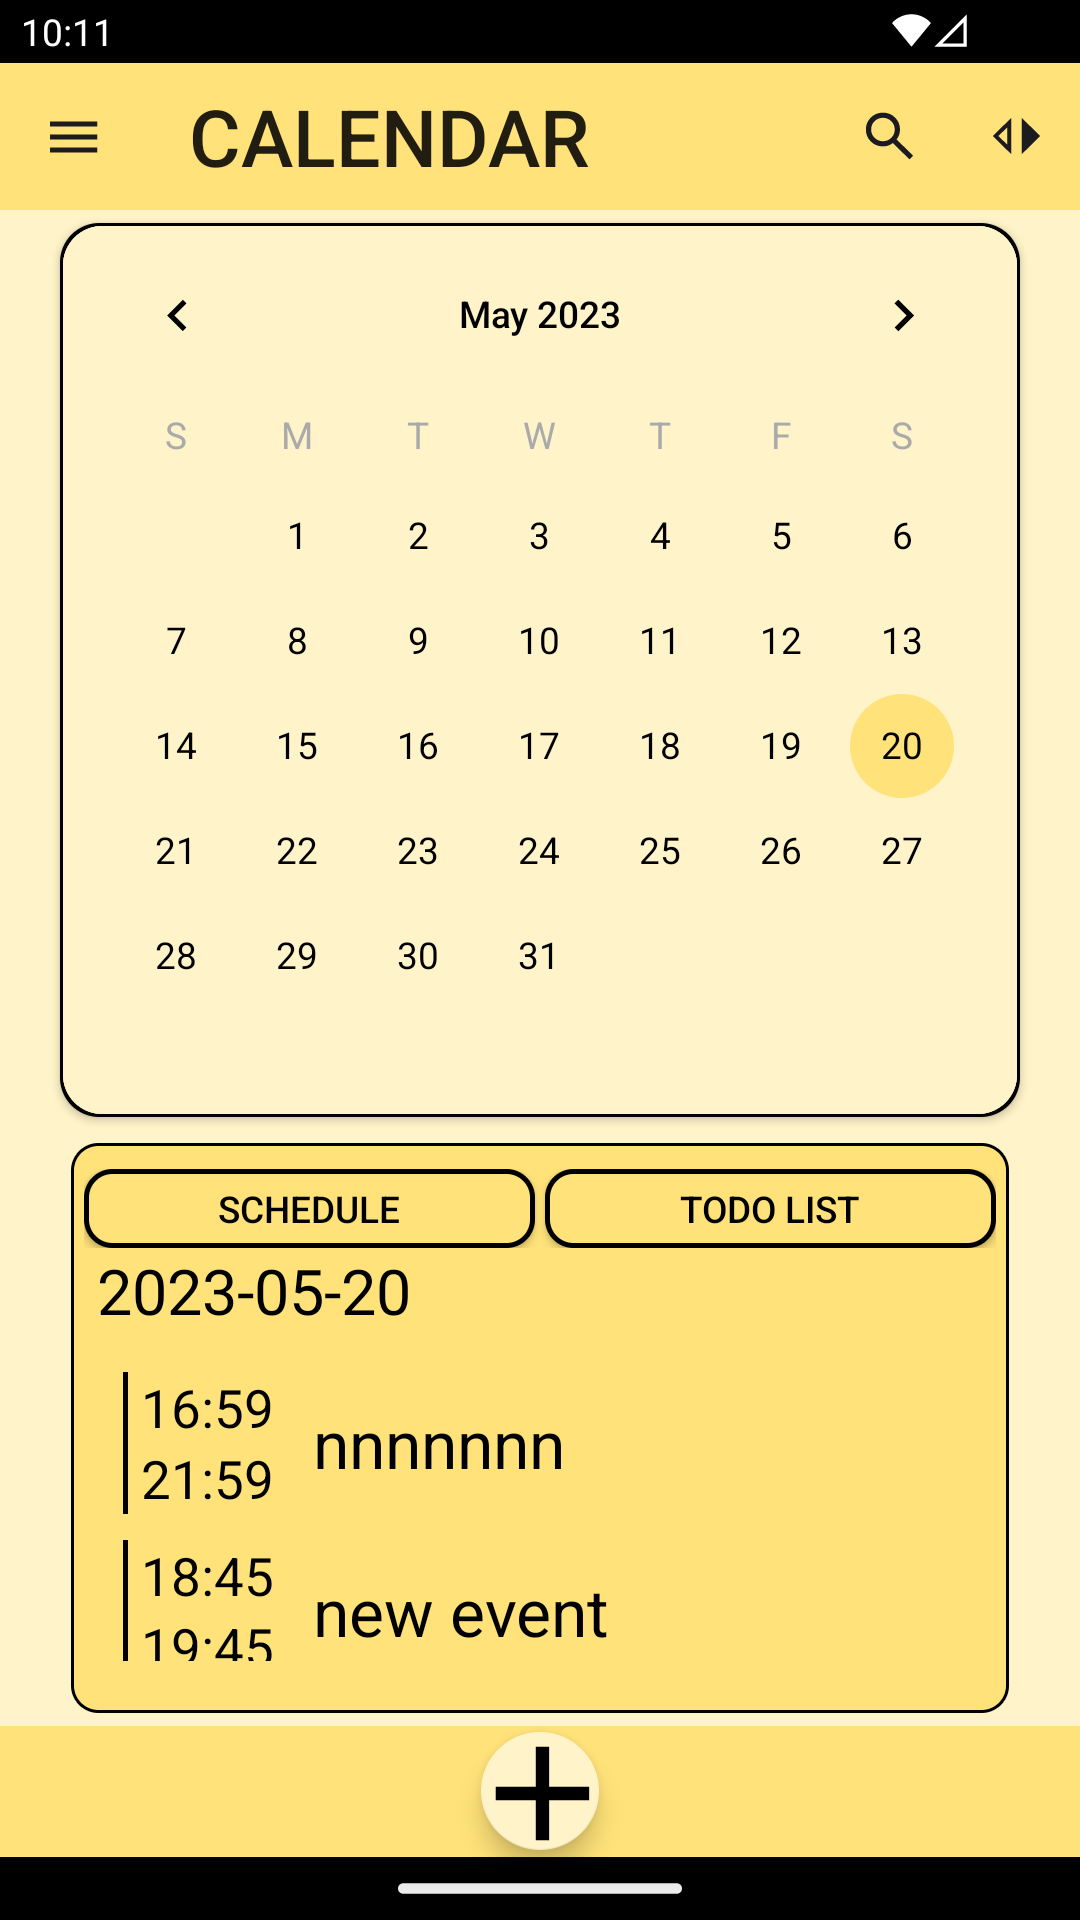 10:11
CALENDAR
May 2023
S M T W T F S
1 2 3 4 5 6
7 8 9 10 11 12 13
14 15 16 17 18 19 20
21 22 23 24 25 26 27
28 29 30 31
SCHEDULE TODO LIST
2023-05-20
16:59
21:59
nnnnnnn
18:45
19:45
new event